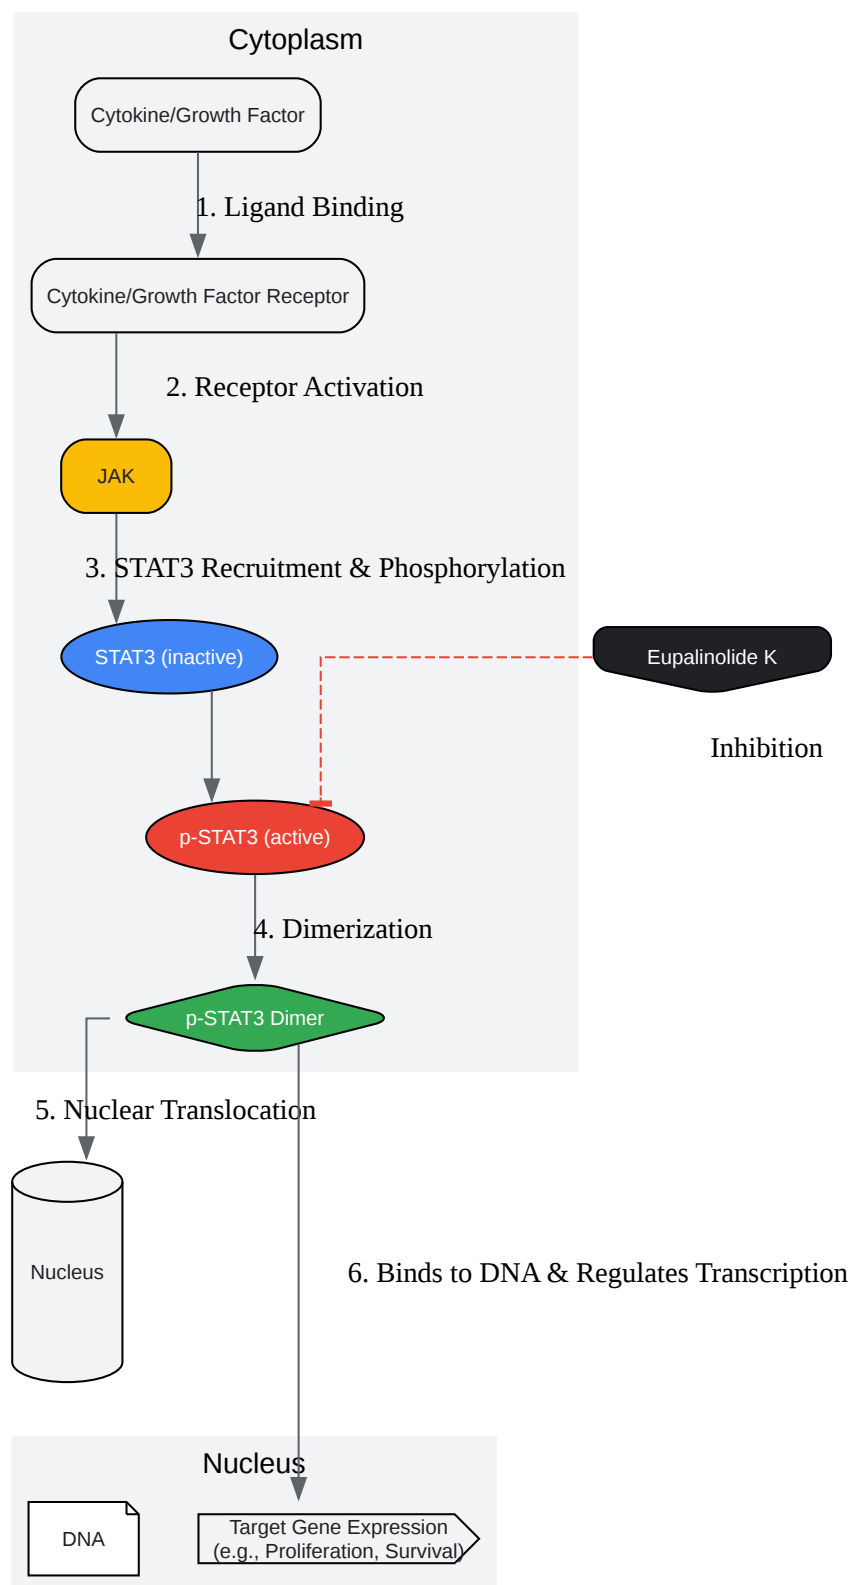 Cytoplasm
Cytokine/Growth Factor
1. Ligand Binding
Cytokine/Growth Factor Receptor
2. Receptor Activation
JAK
3. STAT3 Recruitment & Phosphorylation
STAT3 (inactive)
Eupalinolide K
Inhibition
p-STAT3 (active)
4. Dimerization
p-STAT3 Dimer
5. Nuclear Translocation
Nucleus
6. Binds to DNA & Regulates Transcription
Nucleus
DNA
Target Gene Expression
(e.g., Proliferation, Survival)